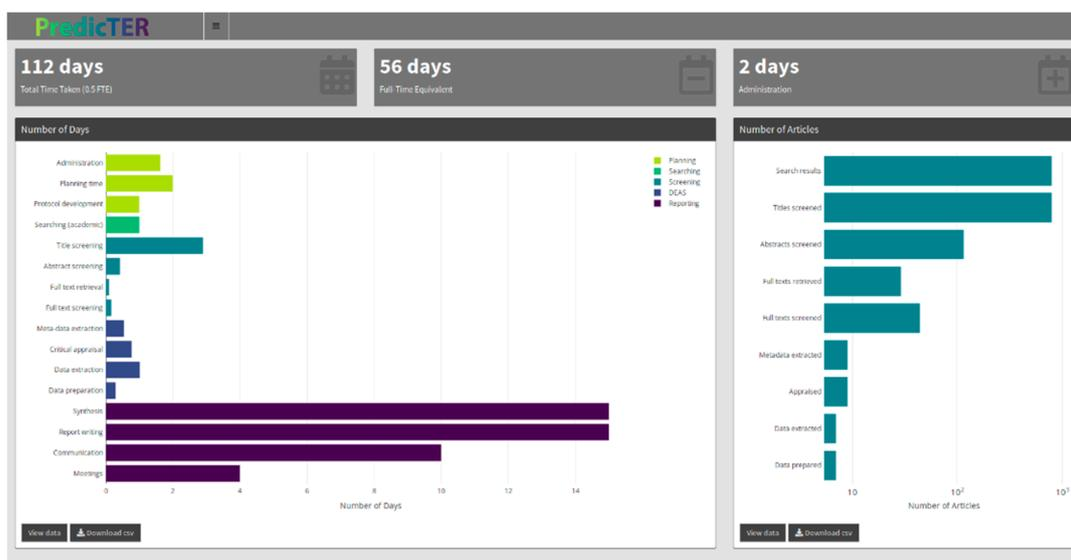 PredicTER
112 days
Total Time Taken (0.5 FTE)
56 days
Full-Time Equivalent
2 days
Administration
Number of Days
Administration
Planning time
Protocol development
Searching (academic)
Title screening
Abstract screening
Full text retrieval
Full text screening
Meta-data extraction
Critical appraisal
Data extraction
Data preparation
Synthesis
Report writing
Communication
Meetings
0 2 4 6 8 10 12 14
Number of Days
Planning
Searching
Screening
DEAS
Reporting
View data
Download csv
Number of Articles
Search results
Titles screened
Abstracts screened
Full texts retrieved
Full texts screened
Metadata extracted
Appraised
Data extracted
Data prepared
10 10² 10³
Number of Articles
View data
Download csv